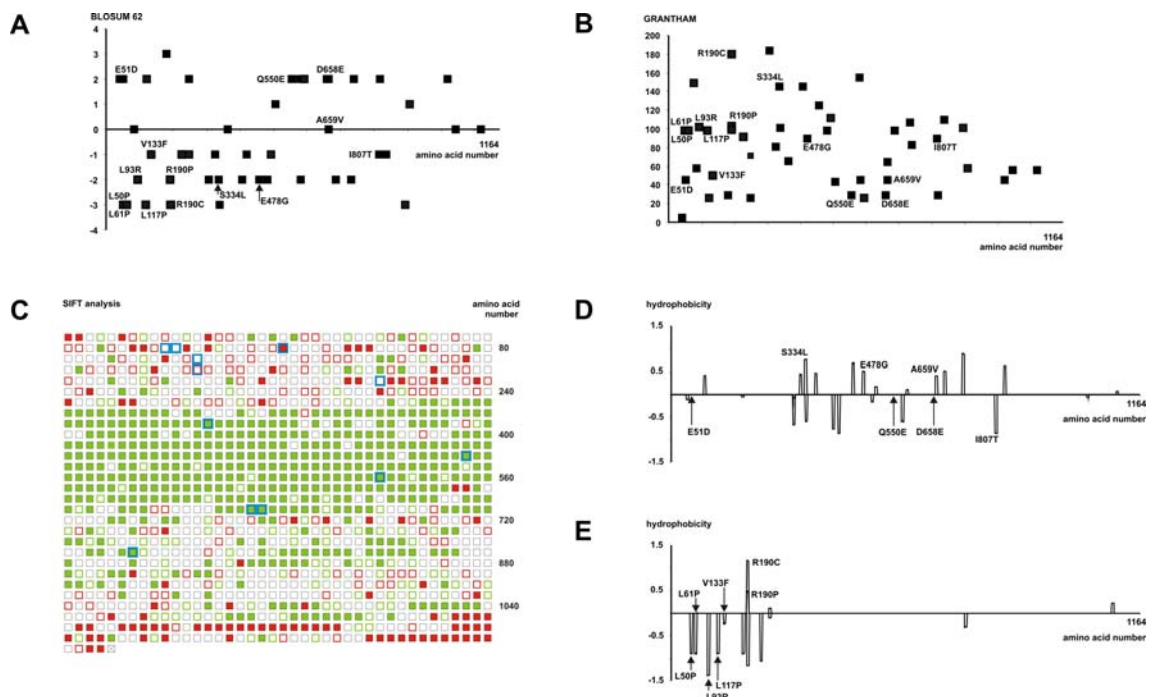 A
BLOSUM 62
4
3
2
1
0
-1
-2
-3
-4
E51D
Q550E
D658E
A659V
1164
amino acid number
V133F
I807T
L93R
R190P
S334L
E478G
L50P
L61P
L117P
R190C
B
GRANTHAM
200
180
160
140
120
100
80
60
40
20
0
R190C
S334L
L61P
L93R
R190P
L50P
L117P
E478G
I807T
V133F
E51D
A659V
Q550E
D658E
1164
amino acid number
C
SIFT analysis
amino acid
number
80
240
400
560
720
880
1040
D
hydrophobicity
1.5
0.5
-0.5
-1.5
S334L
E478G
A659V
E51D
Q550E
D658E
I807T
1164
amino acid number
E
hydrophobicity
1.5
0.5
-0.5
-1.5
R190C
V133F
L61P
R190P
L50P
L117P
L93R
1164
amino acid number